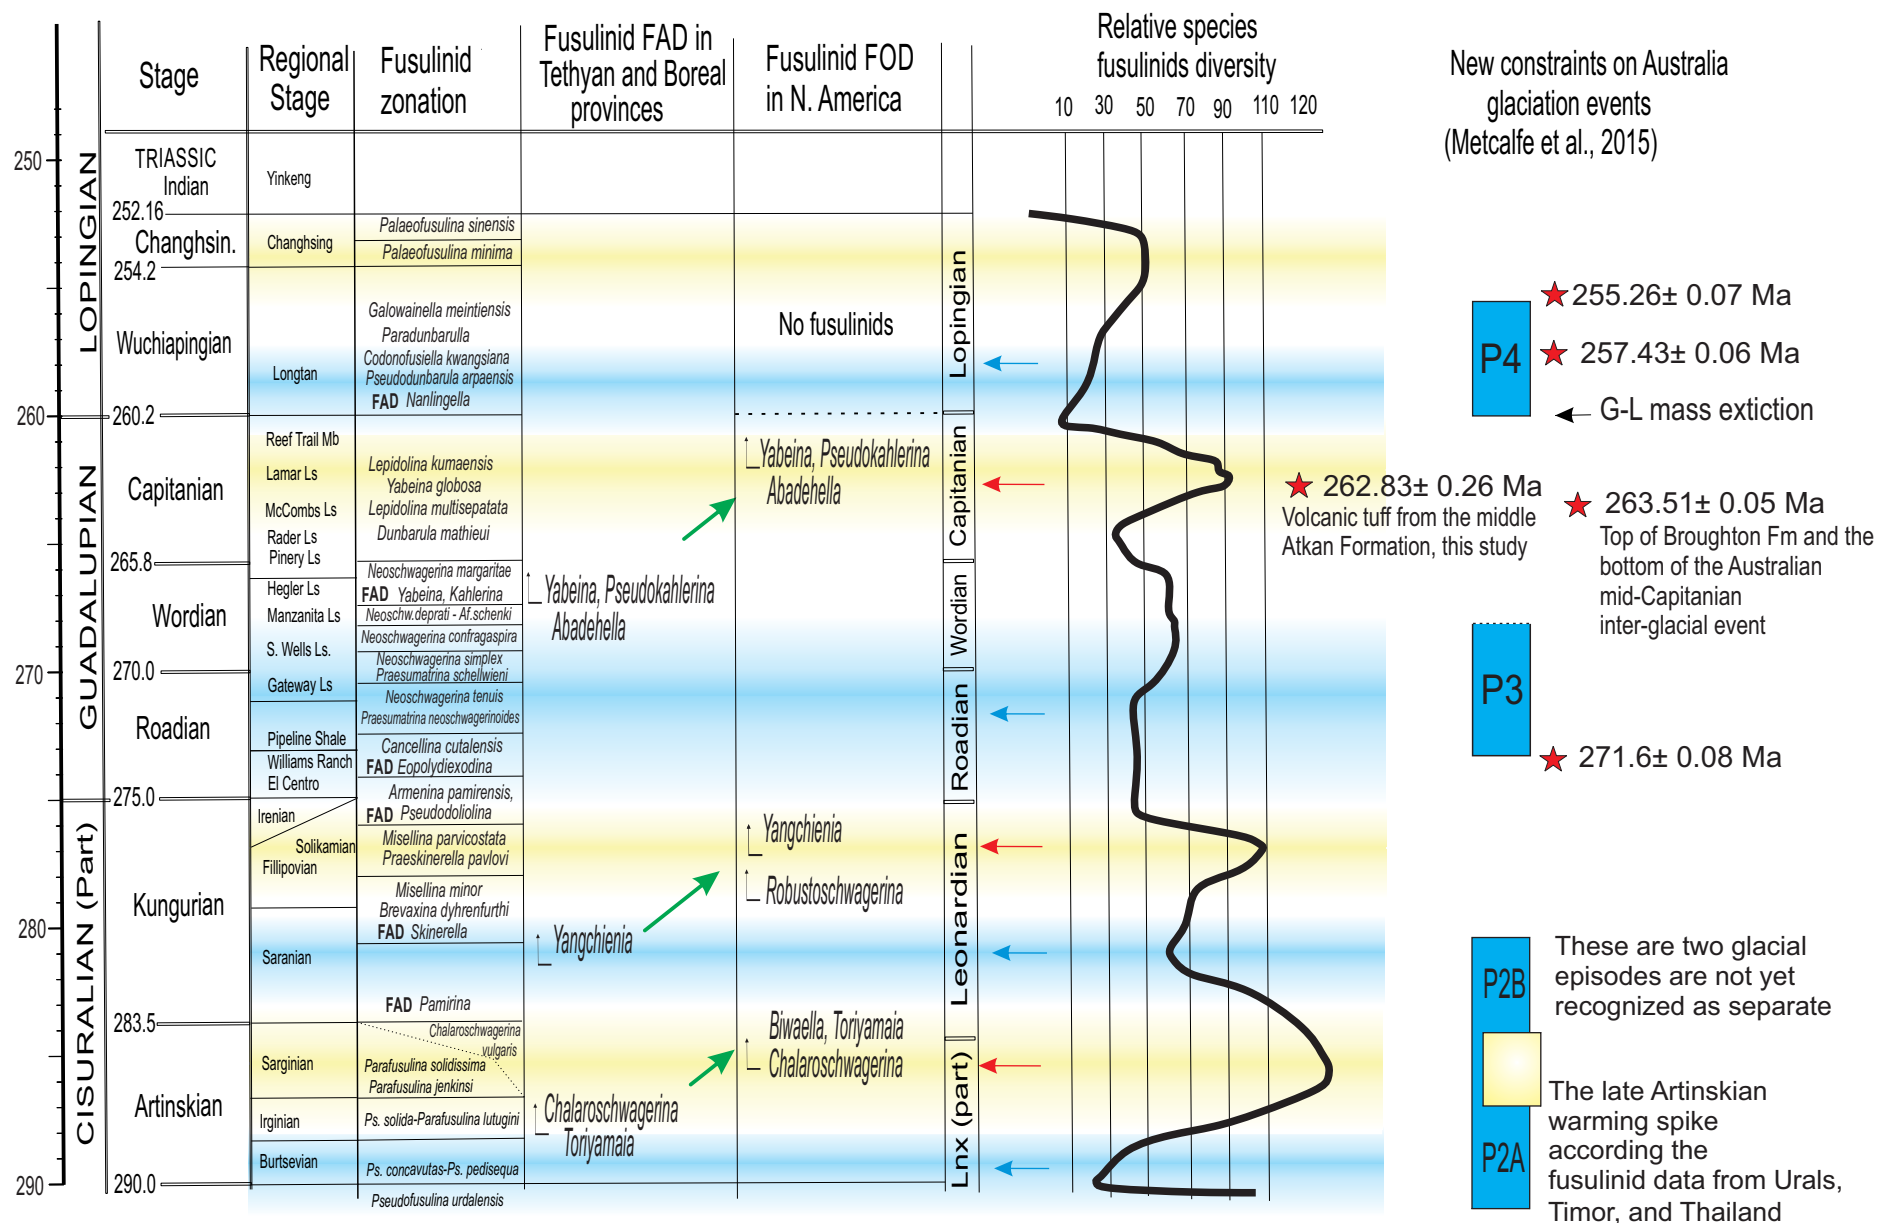 Stage
Regional
Stage
Fusulinid
zonation
Fusulinid FAD in
Tethyan and Boreal
provinces
Fusulinid FOD
in N. America
Relative species
fusulinids diversity
10 30 50 70 90 110 120
New constraints on Australia
glaciation events
(Metcalfe et al., 2015)
250
260
270
280
290
LOPINGIAN
GUADALUPIAN
CISURALIAN (Part)
TRIASSIC
Indian
252.16
Changhsin.
254.2
Wuchiapingian
260.2
Capitanian
265.8
Wordian
270.0
Roadian
275.0
Kungurian
283.5
Artinskian
290.0
Yinkeng
Changhsing
Longtan
Reef Trail Mb
Lamar Ls
McCombs Ls
Rader Ls
Pinery Ls
Hegler Ls
Manzanita Ls
S. Wells Ls.
Gateway Ls
Pipeline Shale
Williams Ranch
El Centro
Irenian
Solikamian
Fillipovian
Saranian
Sarginian
Irginian
Burtsevian
Palaeofusulina sinensis
Palaeofusulina minima
Galowainella meintiensis
Paradunbarulla
Codonofusiella kwangsiana
Pseudodunbarula arpaensis
FAD Nanlingella
Lepidolina kumaensis
Yabeina globosa
Lepidolina multisepatata
Dunbarula mathieui
Neoschwagerina margaritae
FAD Yabeina, Kahlerina
Neoschw.deprati - Af.schenki
Neoschwagerina confragaspira
Neoschwagerina simplex
Praesumatrina schellwieni
Neoschwagerina tenuis
Praesumatrina neoschwagerinoides
Cancellina cutalensis
FAD Eopolydiexodina
Armenina pamirensis,
FAD Pseudodoliolina
Misellina parvicostata
Praeskinerella pavlovi
Misellina minor
Brevaxina dyhrenfurthi
FAD Skinerella
FAD Pamirina
Chalaroschwagerina
vulgaris
Parafusulina solidissima
Parafusulina jenkinsi
Ps. solida-Parafusulina lutugini
Ps. concavutas-Ps. pedisequa
Pseudofusulina urdalensis
Yabeina, Pseudokahlerina
Abadehella
Yangchienia
Chalaroschwagerina
Toriyamaia
No fusulinids
Yabeina, Pseudokahlerina
Abadehella
Yangchienia
Robustoschwagerina
Biwaella, Toriyamaia
Chalaroschwagerina
Lopingian
Capitanian
Wordian
Roadian
Leonardian
Lnx (part)
262.83± 0.26 Ma
Volcanic tuff from the middle
Atkan Formation, this study
P4
255.26± 0.07 Ma
257.43± 0.06 Ma
G-L mass extiction
263.51± 0.05 Ma
Top of Broughton Fm and the
bottom of the Australian
mid-Capitanian
inter-glacial event
P3
271.6± 0.08 Ma
P2B
These are two glacial
episodes are not yet
recognized as separate
P2A
The late Artinskian
warming spike
according the
fusulinid data from Urals,
Timor, and Thailand